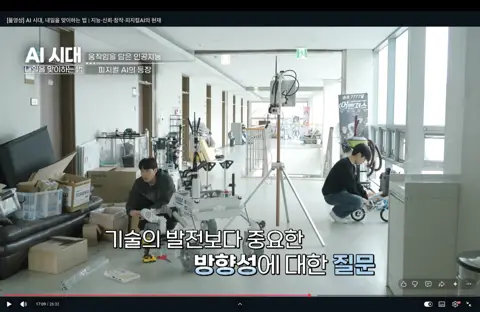 [풀영상] AI 시대, 내일을 맞이하는 법 : 지능·신뢰·창작·피지컬AI의 현재
AI 시대
내일을 맞이하는 법
움직임을 담은 인공지능
피지컬 AI의 등장
기술의 발전보다 중요한
방향성에 대한 질문